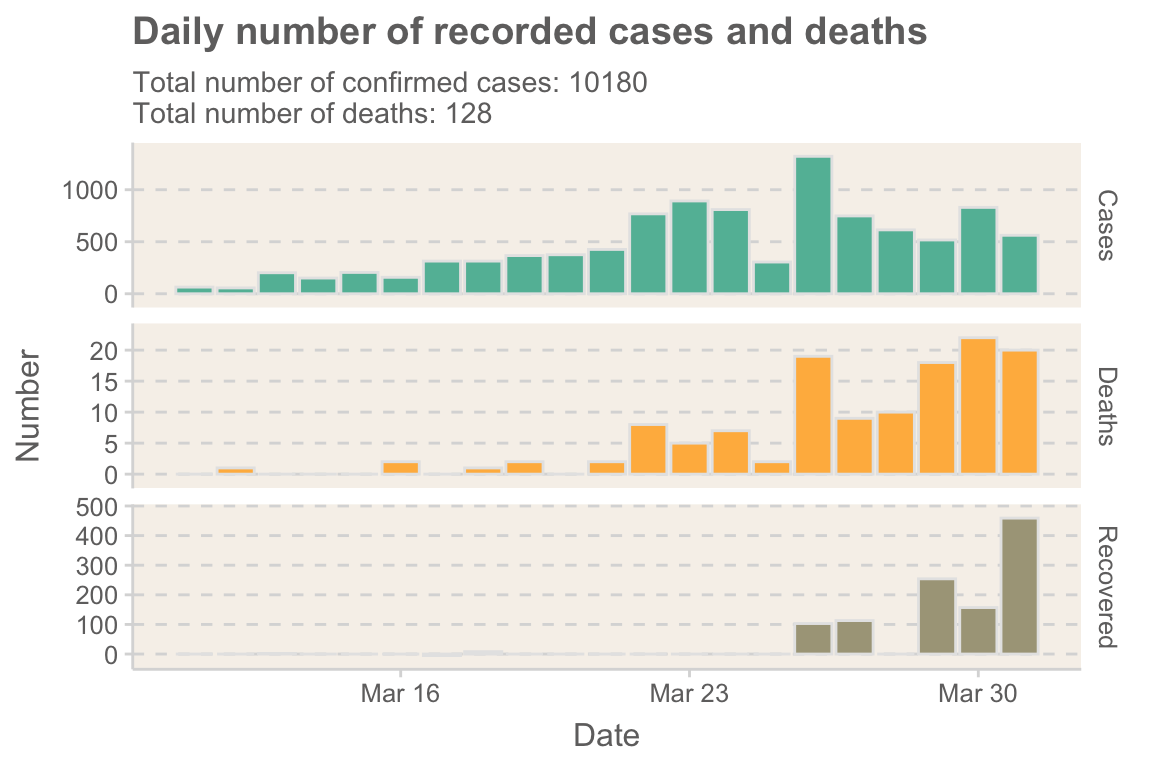 Daily number of recorded cases and deaths
Total number of confirmed cases: 10180
Total number of deaths: 128
1000
500
0
Cases
20
15
10
5
0
Deaths
500
400
300
200
100
0
Recovered
Number
Mar 16
Mar 23
Mar 30
Date